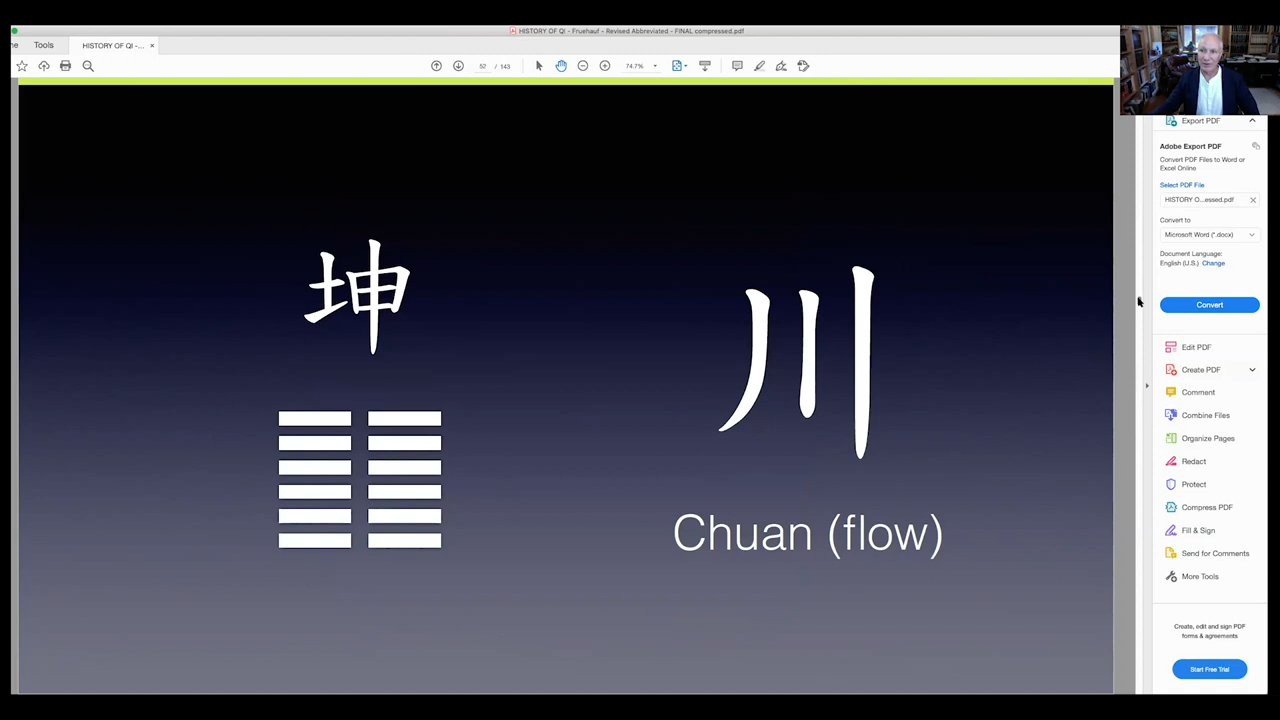 HISTORY OF QI - Fruehauf - Revised Abbreviated - FINAL compressed.pdf
ne
Tools
HISTORY OF QI -... ×
52 / 143
74.7%
坤
川
Chuan (flow)
Export PDF
Adobe Export PDF
Convert PDF Files to Word or
Excel Online
Select PDF File
HISTORY O...essed.pdf
Convert to
Microsoft Word (*.docx)
Document Language:
English (U.S.) Change
Convert
Edit PDF
Create PDF
Comment
Combine Files
Organize Pages
Redact
Protect
Compress PDF
Fill & Sign
Send for Comments
More Tools
Create, edit and sign PDF
forms & agreements
Start Free Trial